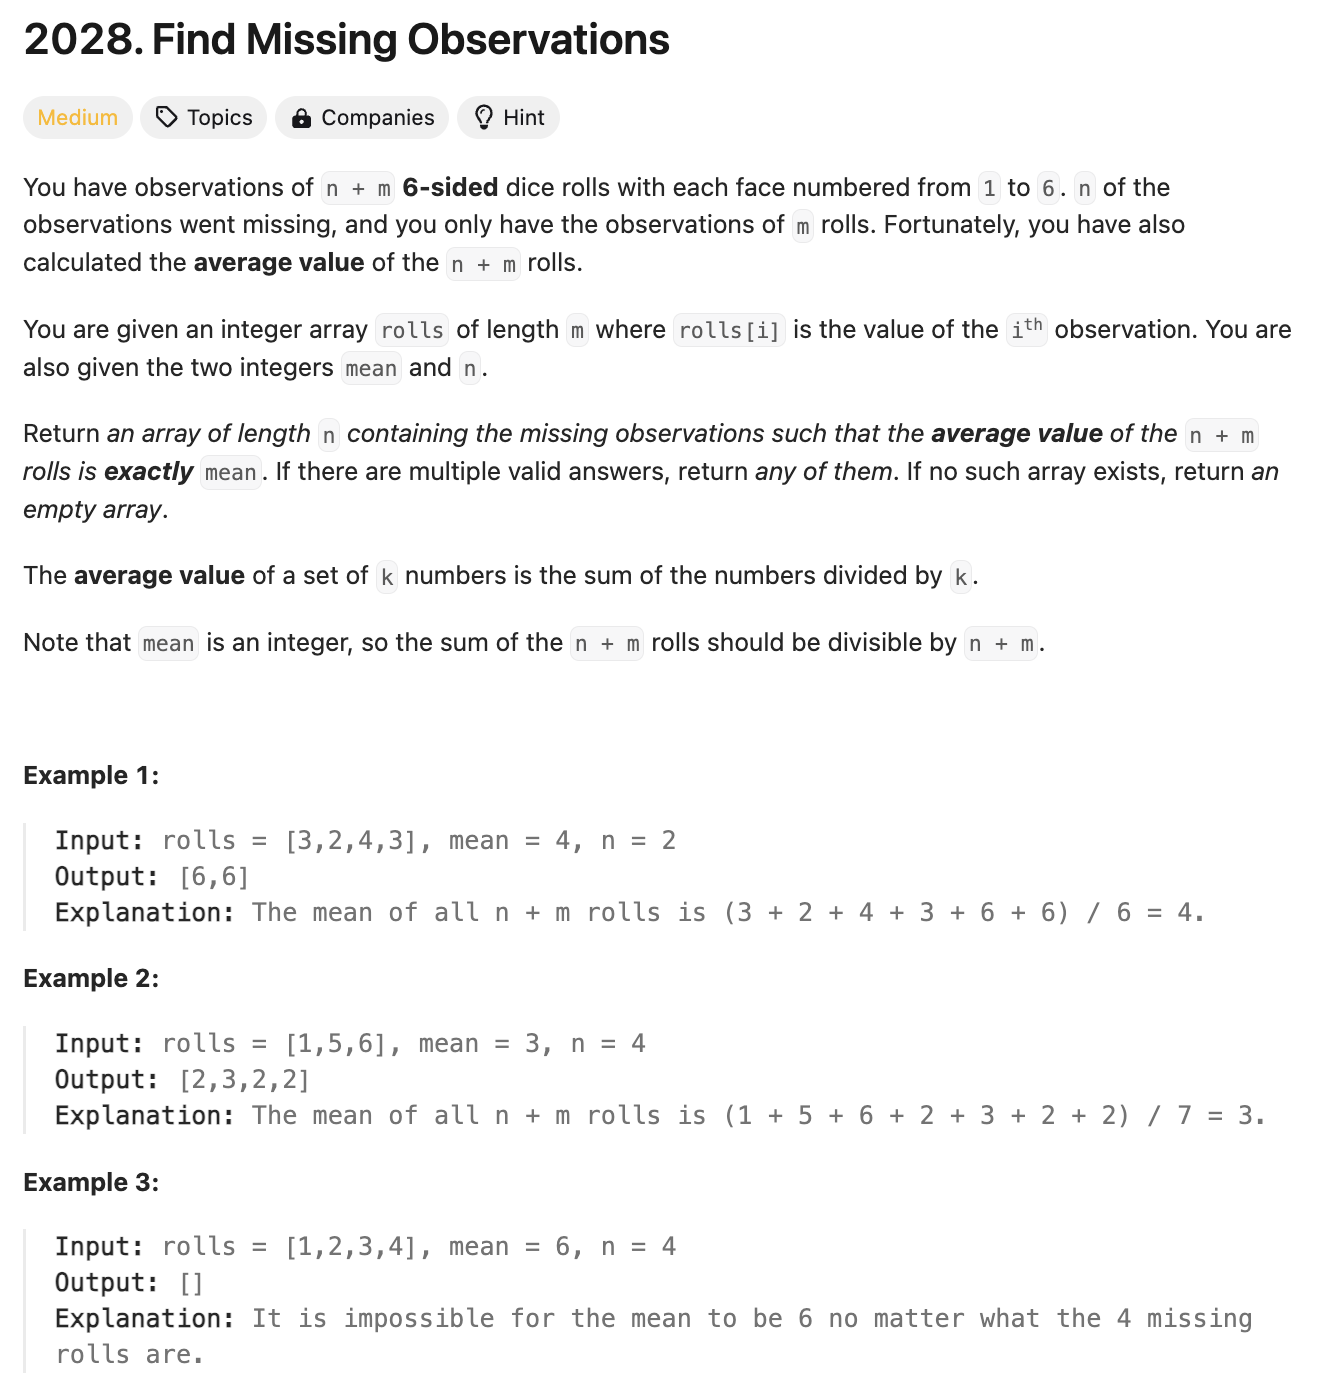 2028. Find Missing Observations
Medium Topics Companies Hint
You have observations of n + m 6-sided dice rolls with each face numbered from 1 to 6. n of the
observations went missing, and you only have the observations of m rolls. Fortunately, you have also
calculated the average value of the n + m rolls.
You are given an integer array rolls of length m where rolls[i] is the value of the ith observation. You are
also given the two integers mean and n.
Return an array of length n containing the missing observations such that the average value of the n + m
rolls is exactly mean. If there are multiple valid answers, return any of them. If no such array exists, return an
empty array.
The average value of a set of k numbers is the sum of the numbers divided by k.
Note that mean is an integer, so the sum of the n + m rolls should be divisible by n + m.
Example 1:
Input: rolls = [3,2,4,3], mean = 4, n = 2
Output: [6,6]
Explanation: The mean of all n + m rolls is (3 + 2 + 4 + 3 + 6 + 6) / 6 = 4.
Example 2:
Input: rolls = [1,5,6], mean = 3, n = 4
Output: [2,3,2,2]
Explanation: The mean of all n + m rolls is (1 + 5 + 6 + 2 + 3 + 2 + 2) / 7 = 3.
Example 3:
Input: rolls = [1,2,3,4], mean = 6, n = 4
Output: []
Explanation: It is impossible for the mean to be 6 no matter what the 4 missing
rolls are.